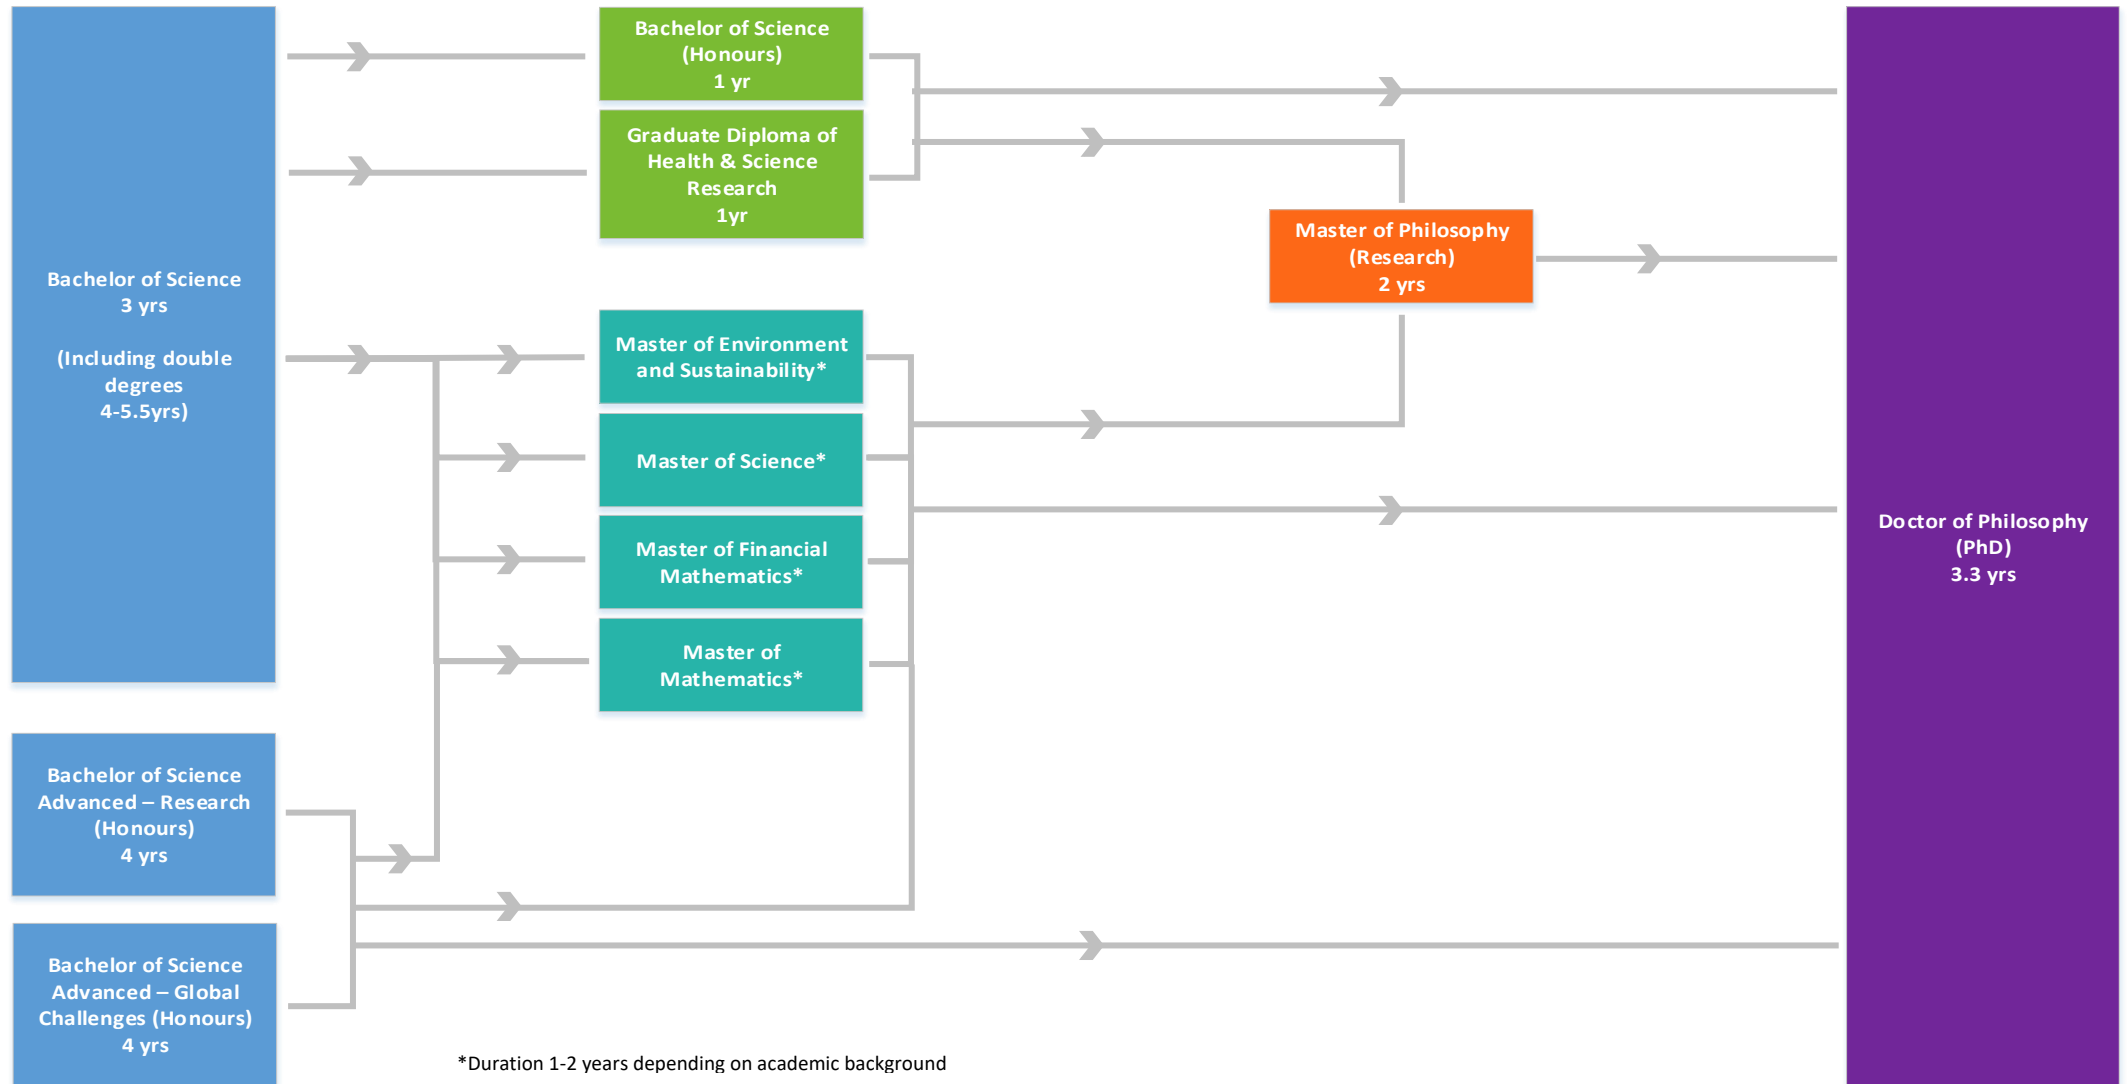 Bachelor of Science
3 yrs
(Including double
degrees
4-5.5yrs)
Bachelor of Science
Advanced – Research
(Honours)
4 yrs
Bachelor of Science
Advanced – Global
Challenges (Honours)
4 yrs
Bachelor of Science
(Honours)
1 yr
Graduate Diploma of
Health & Science
Research
1yr
Master of Environment
and Sustainability*
Master of Science*
Master of Financial
Mathematics*
Master of
Mathematics*
Master of Philosophy
(Research)
2 yrs
Doctor of Philosophy
(PhD)
3.3 yrs
*Duration 1-2 years depending on academic background